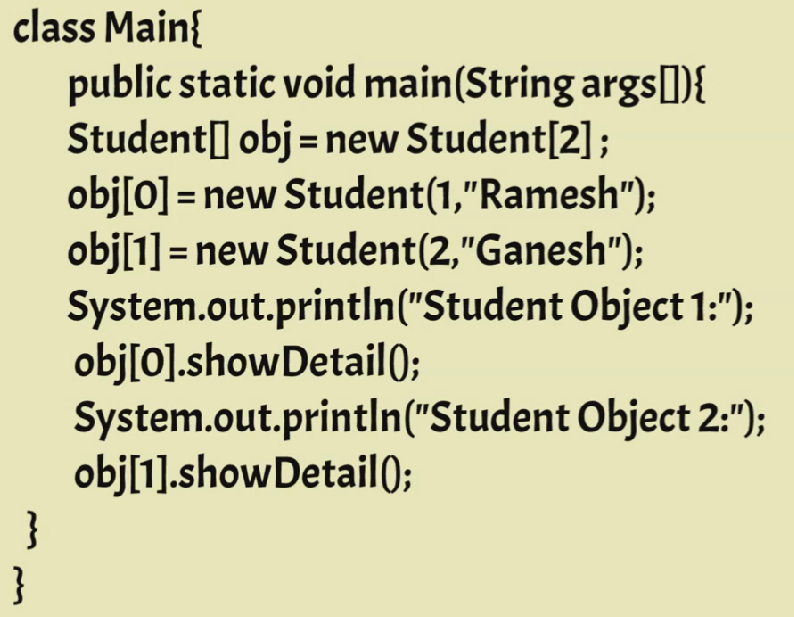 class Main{
public static void main(String args[]){
Student[] obj = new Student[2] ;
obj[0] = new Student(1,"Ramesh");
obj[1] = new Student(2,"Ganesh");
System.out.println("Student Object 1:");
obj[0].showDetail();
System.out.println("Student Object 2:");
obj[1].showDetail();
}
}